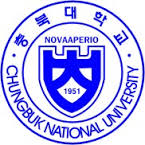 충북대학교
NOVAAPERIO
1951
CHUNGBUK NATIONAL UNIVERSITY